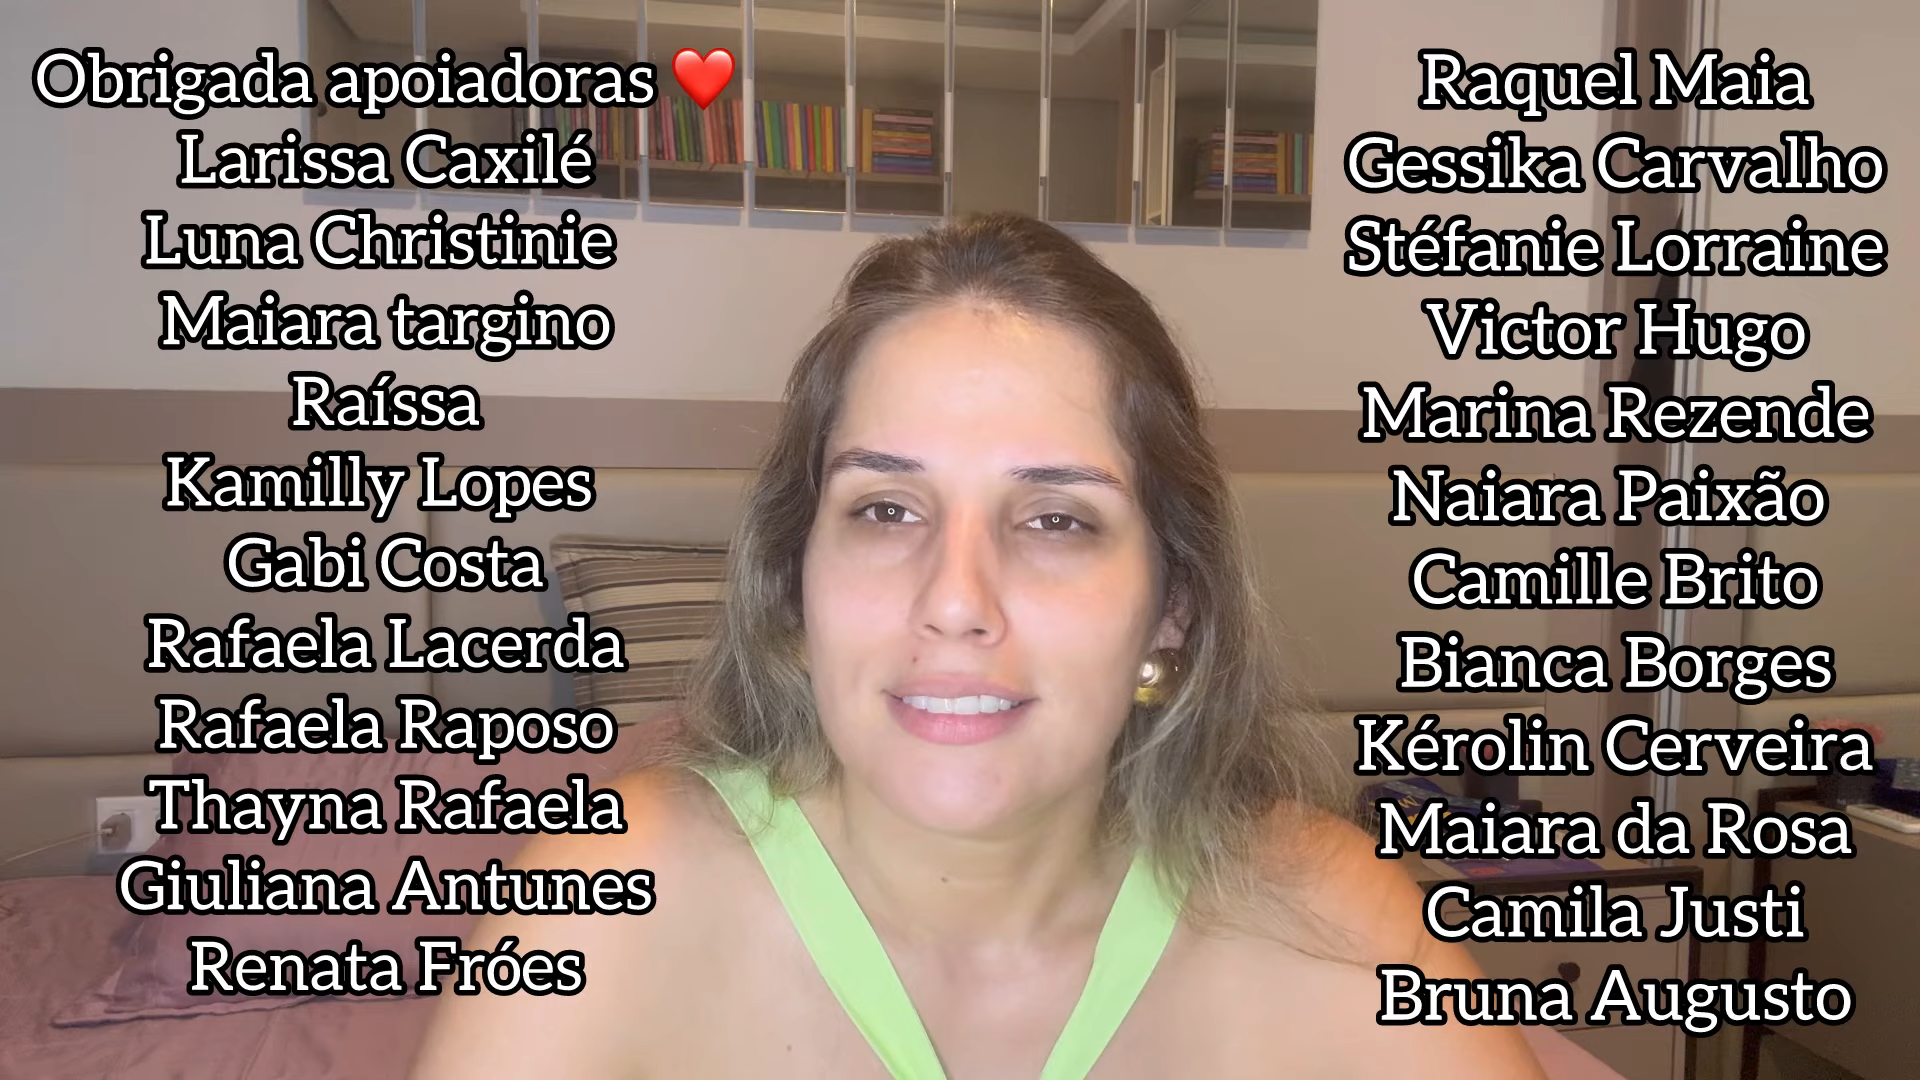 Obrigada apoiadoras ❤️
Larissa Caxilé
Luna Christinie
Maiara targino
Raíssa
Kamilly Lopes
Gabi Costa
Rafaela Lacerda
Rafaela Raposo
Thayna Rafaela
Giuliana Antunes
Renata Fróes
Raquel Maia
Gessika Carvalho
Stéfanie Lorraine
Victor Hugo
Marina Rezende
Naiara Paixão
Camille Brito
Bianca Borges
Kérolin Cerveira
Maiara da Rosa
Camila Justi
Bruna Augusto